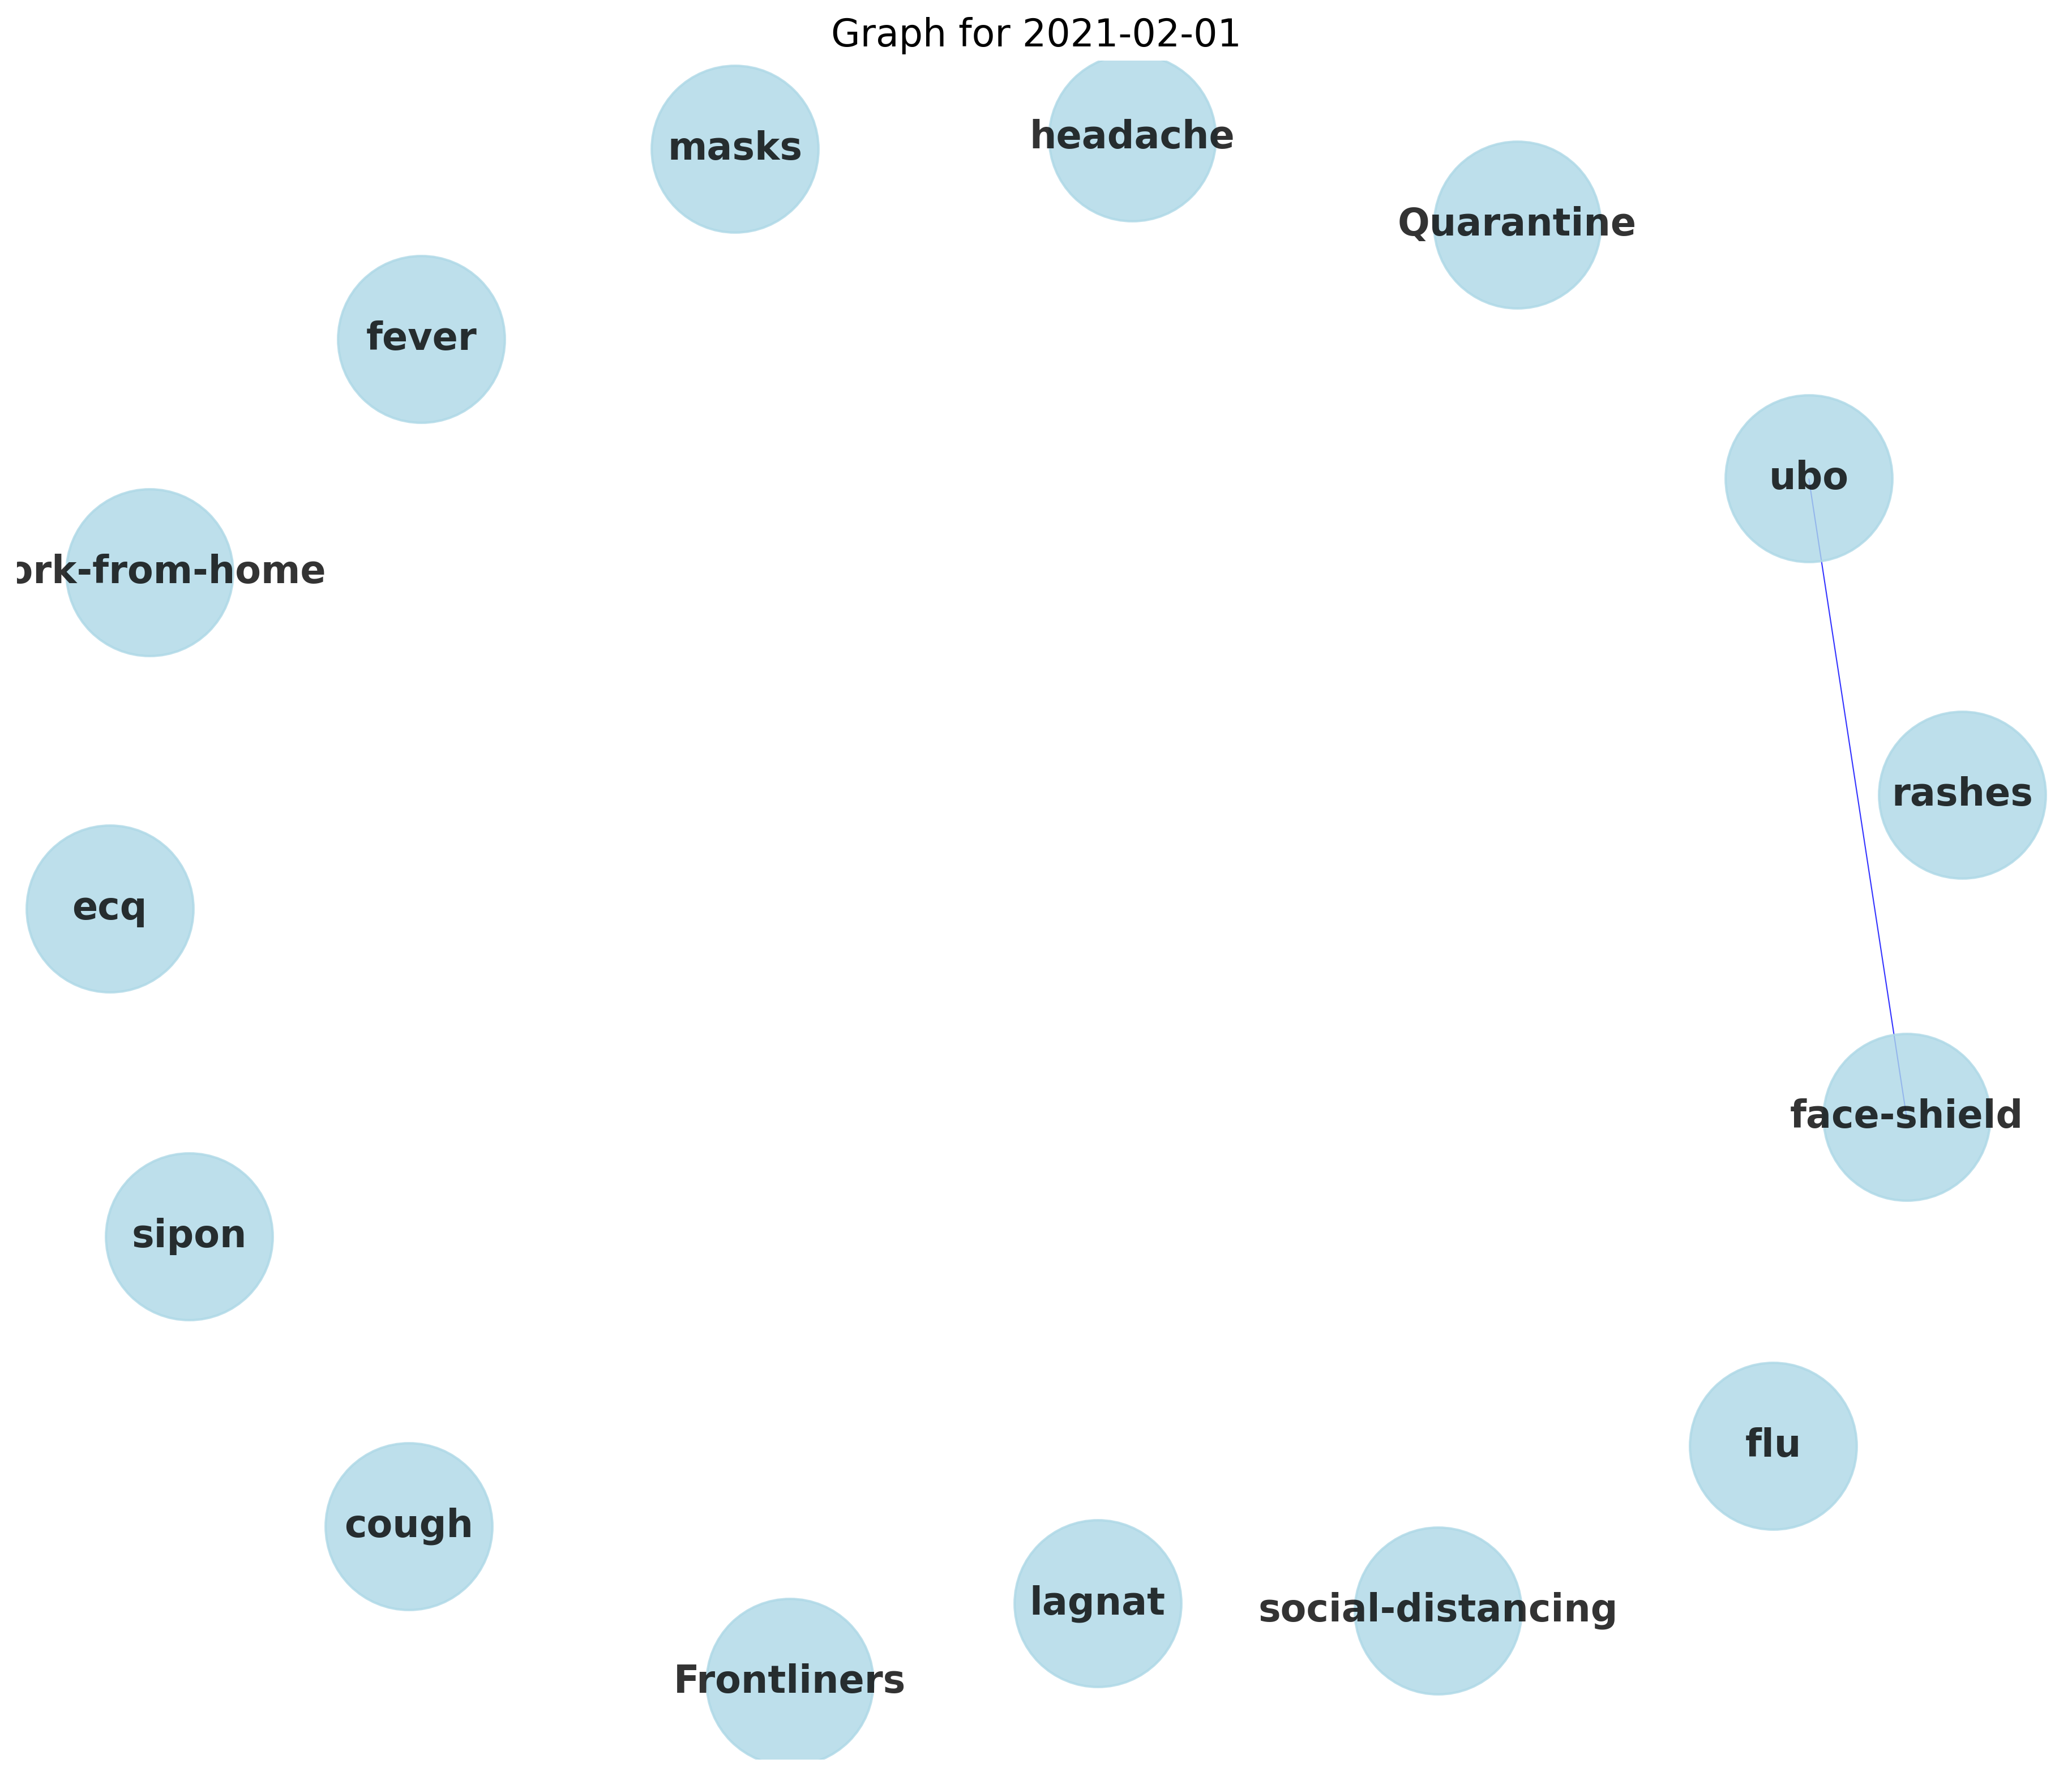 Graph for 2021-02-01
masks
headache
Quarantine
fever
ubo
ork-from-home
rashes
ecq
face-shield
sipon
flu
cough
lagnat
social-distancing
Frontliners